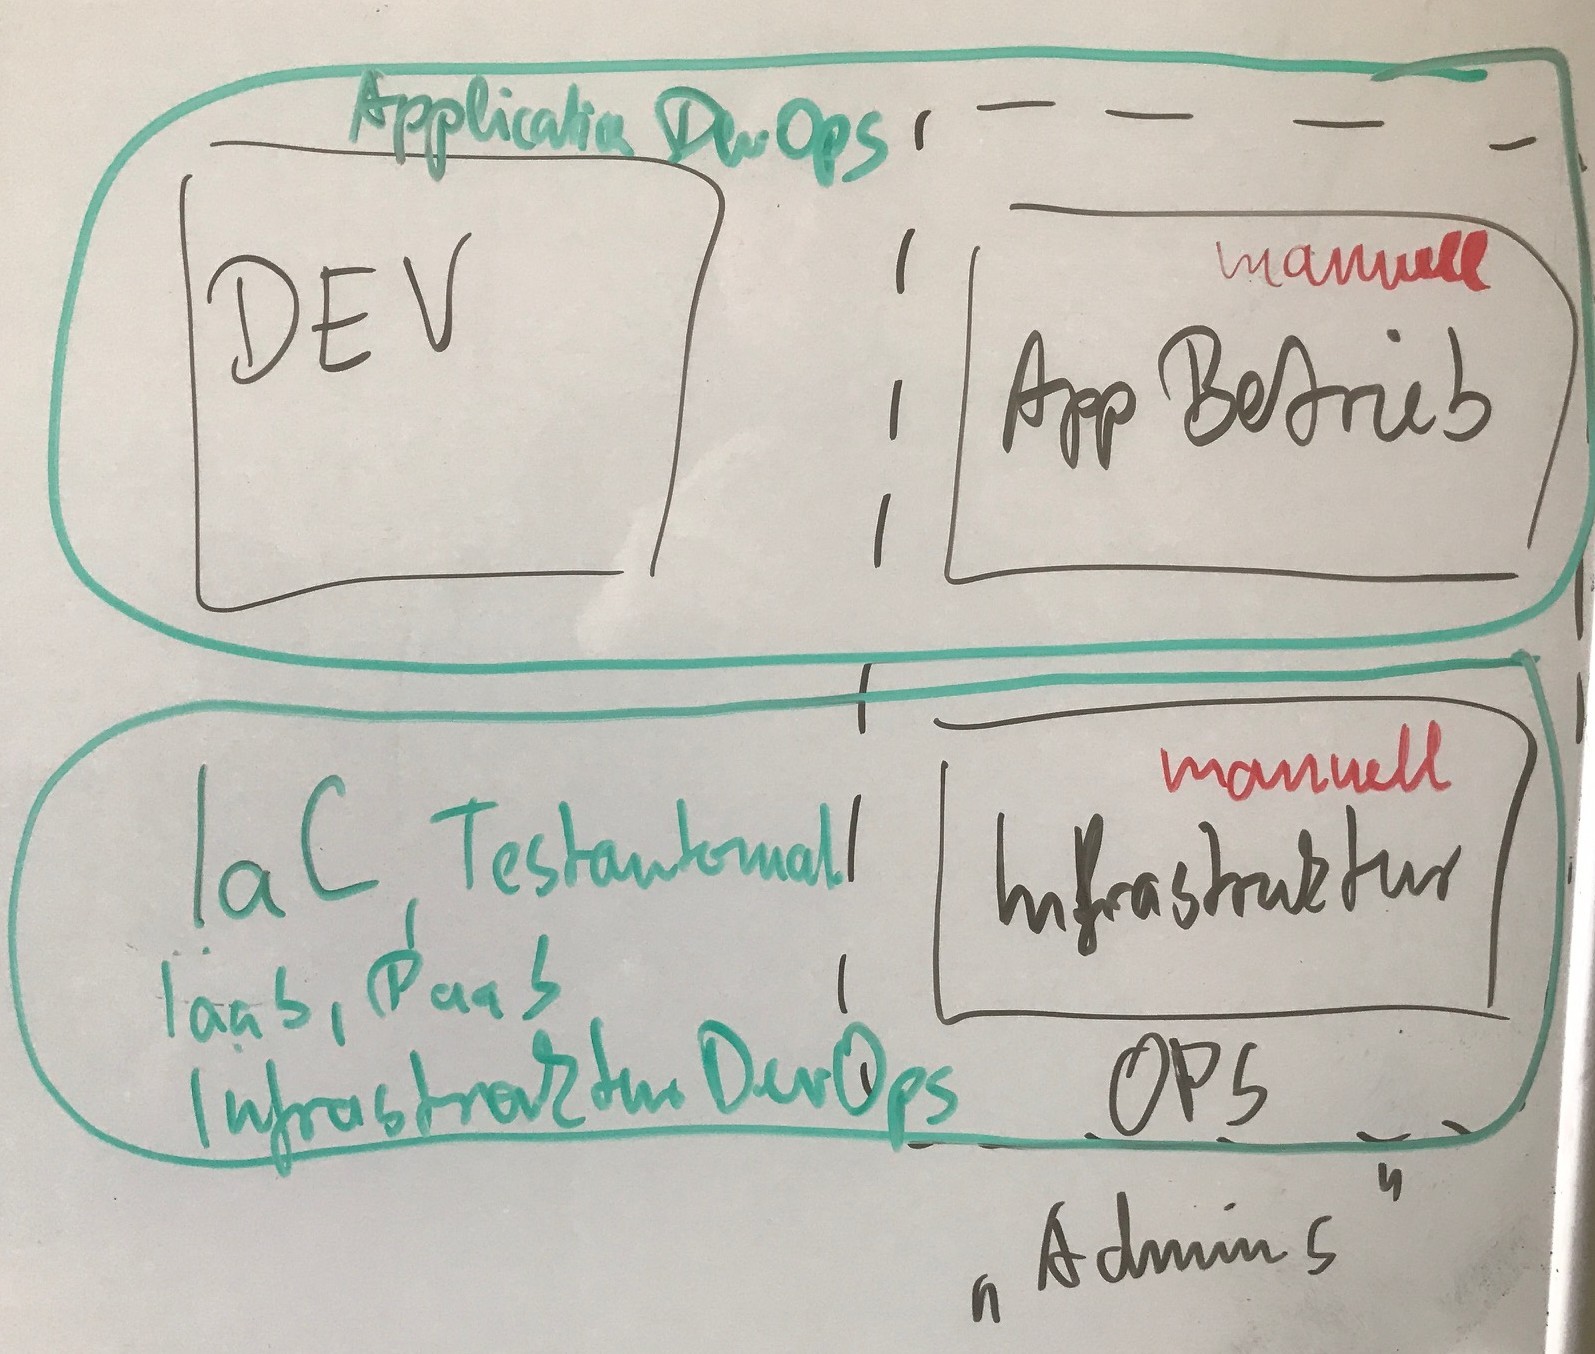 Application DevOps
DEV
manuell
App Betrieb
IaC, Testautomat.
IaaS, PaaS
Infrastruktur DevOps
manuell
Infrastruktur
OPS
„Admins"